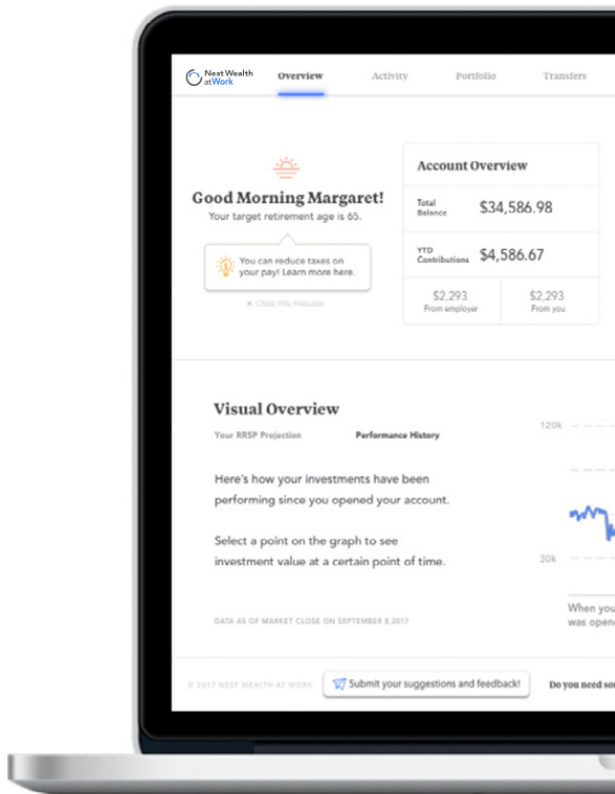 Nest Wealth
atWork
Overview
Activity
Portfolio
Transfers
Good Morning Margaret!
Your target retirement age is 65.
You can reduce taxes on
your pay! Learn more here.
× Close this message
Account Overview
Total
Balance
$34,586.98
YTD
Contributions
$4,586.67
$2,293
From employer
$2,293
From you
Visual Overview
Your RRSP Projection
Performance History
Here's how your investments have been
performing since you opened your account.
Select a point on the graph to see
investment value at a certain point of time.
DATA AS OF MARKET CLOSE ON SEPTEMBER 8,2017
120k
30k
When you
was open
© 2017 NEST WEALTH AT WORK
Submit your suggestions and feedback!
Do you need